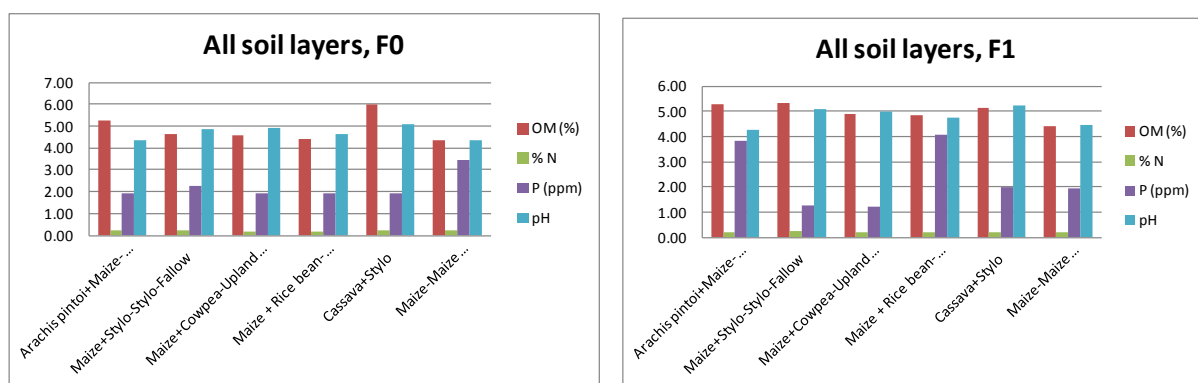 All soil layers, F0
7.00
6.00
5.00
4.00
3.00
2.00
1.00
0.00
OM (%)
% N
P (ppm)
pH
Arachis pintoi+Maize-…
Maize+Stylo-Stylo-Fallow
Maize+Cowpea-Upland…
Maize + Rice bean-…
Cassava+Stylo
Maize-Maize…
All soil layers, F1
6.00
5.00
4.00
3.00
2.00
1.00
0.00
OM (%)
% N
P (ppm)
pH
Arachis pintoi+Maize-…
Maize+Stylo-Stylo-Fallow
Maize+Cowpea-Upland…
Maize + Rice bean-…
Cassava+Stylo
Maize-Maize…